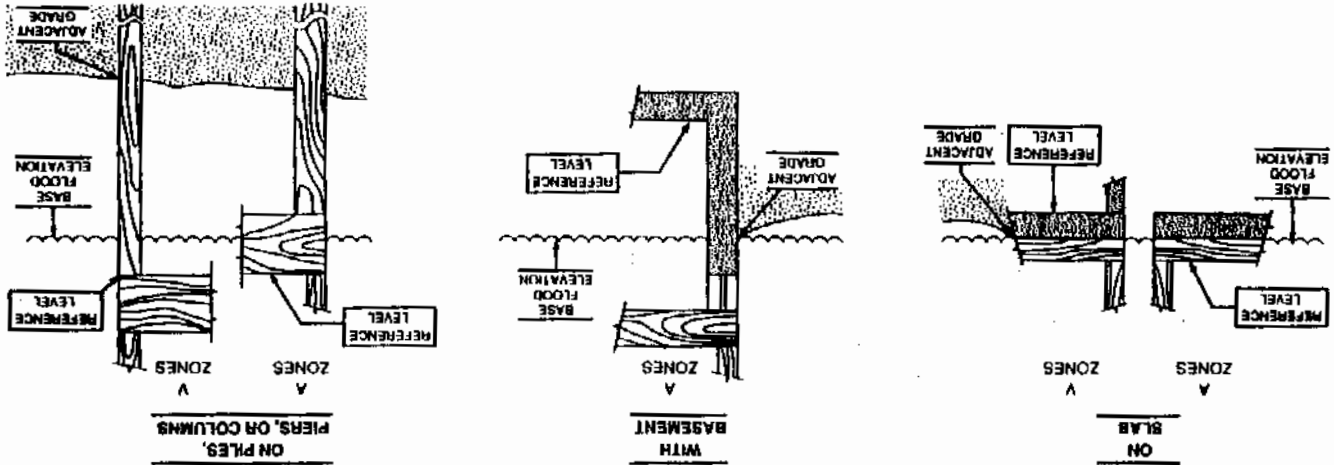 ON
SLAB
A
ZONES
V
ZONES
REFERENCE
LEVEL
BASE
FLOOD
ELEVATION
REFERENCE
LEVEL
ADJACENT
GRADE
WITH
BASEMENT
A
ZONES
BASE
FLOOD
ELEVATION
ADJACENT
GRADE
REFERENCE
LEVEL
ON PILES,
PIERS, OR COLUMNS
A
ZONES
V
ZONES
REFERENCE
LEVEL
REFERENCE
LEVEL
BASE
FLOOD
ELEVATION
ADJACENT
GRADE